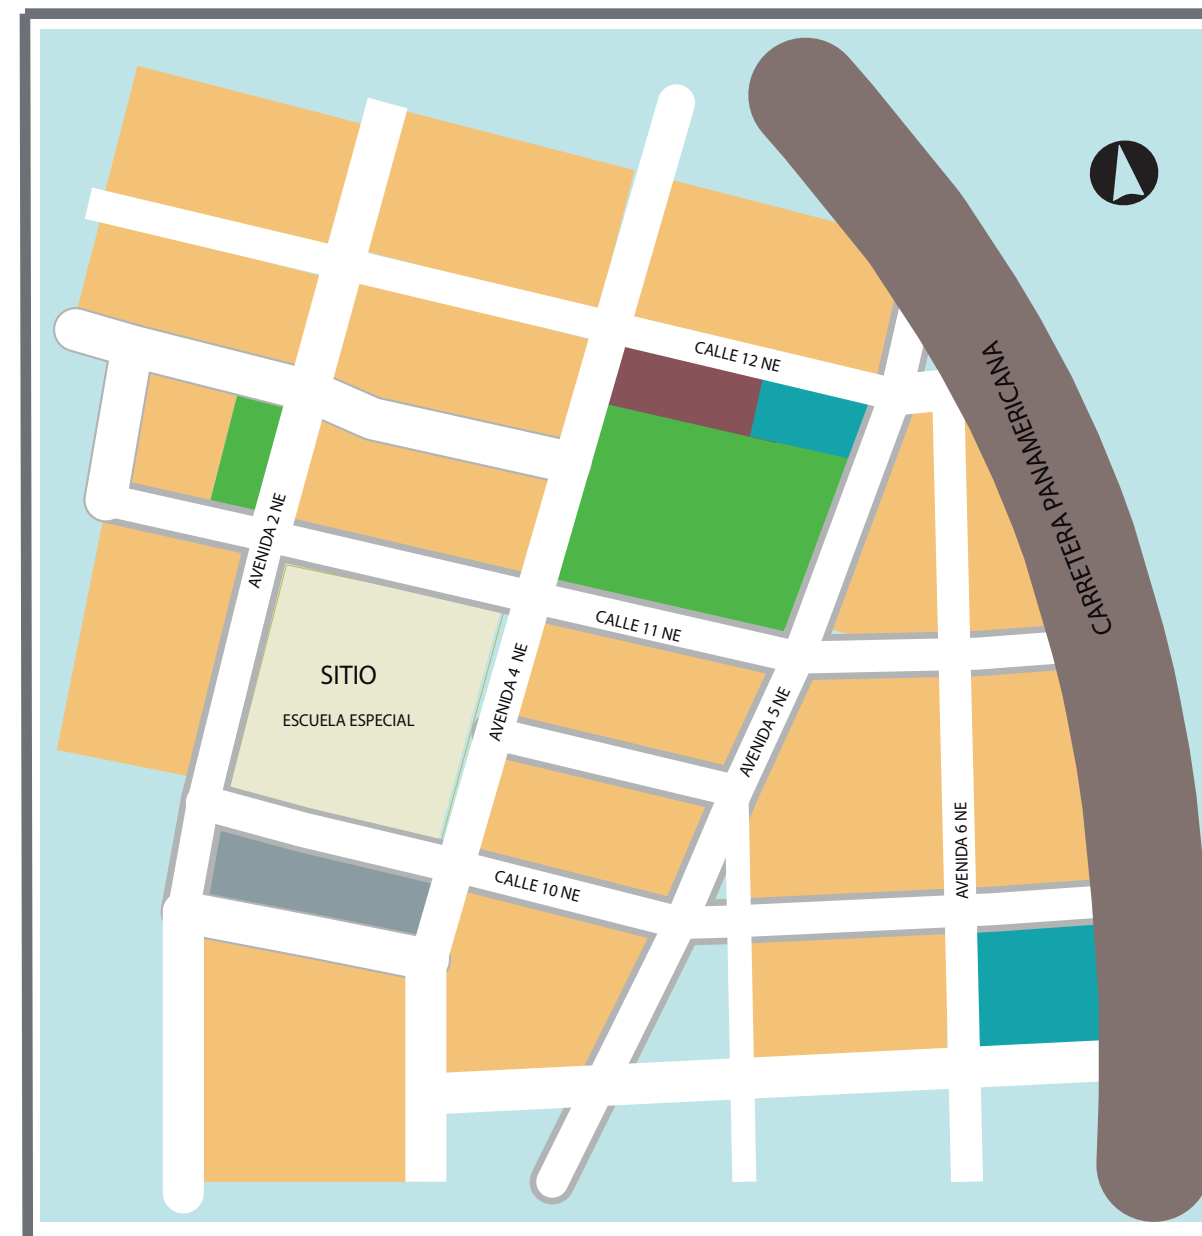 CALLE 12 NE
CARRETERA PANAMERICANA
AVENIDA 2 NE
CALLE 11 NE
SITIO
ESCUELA ESPECIAL
AVENIDA 4 NE
AVENIDA 5 NE
AVENIDA 6 NE
CALLE 10 NE